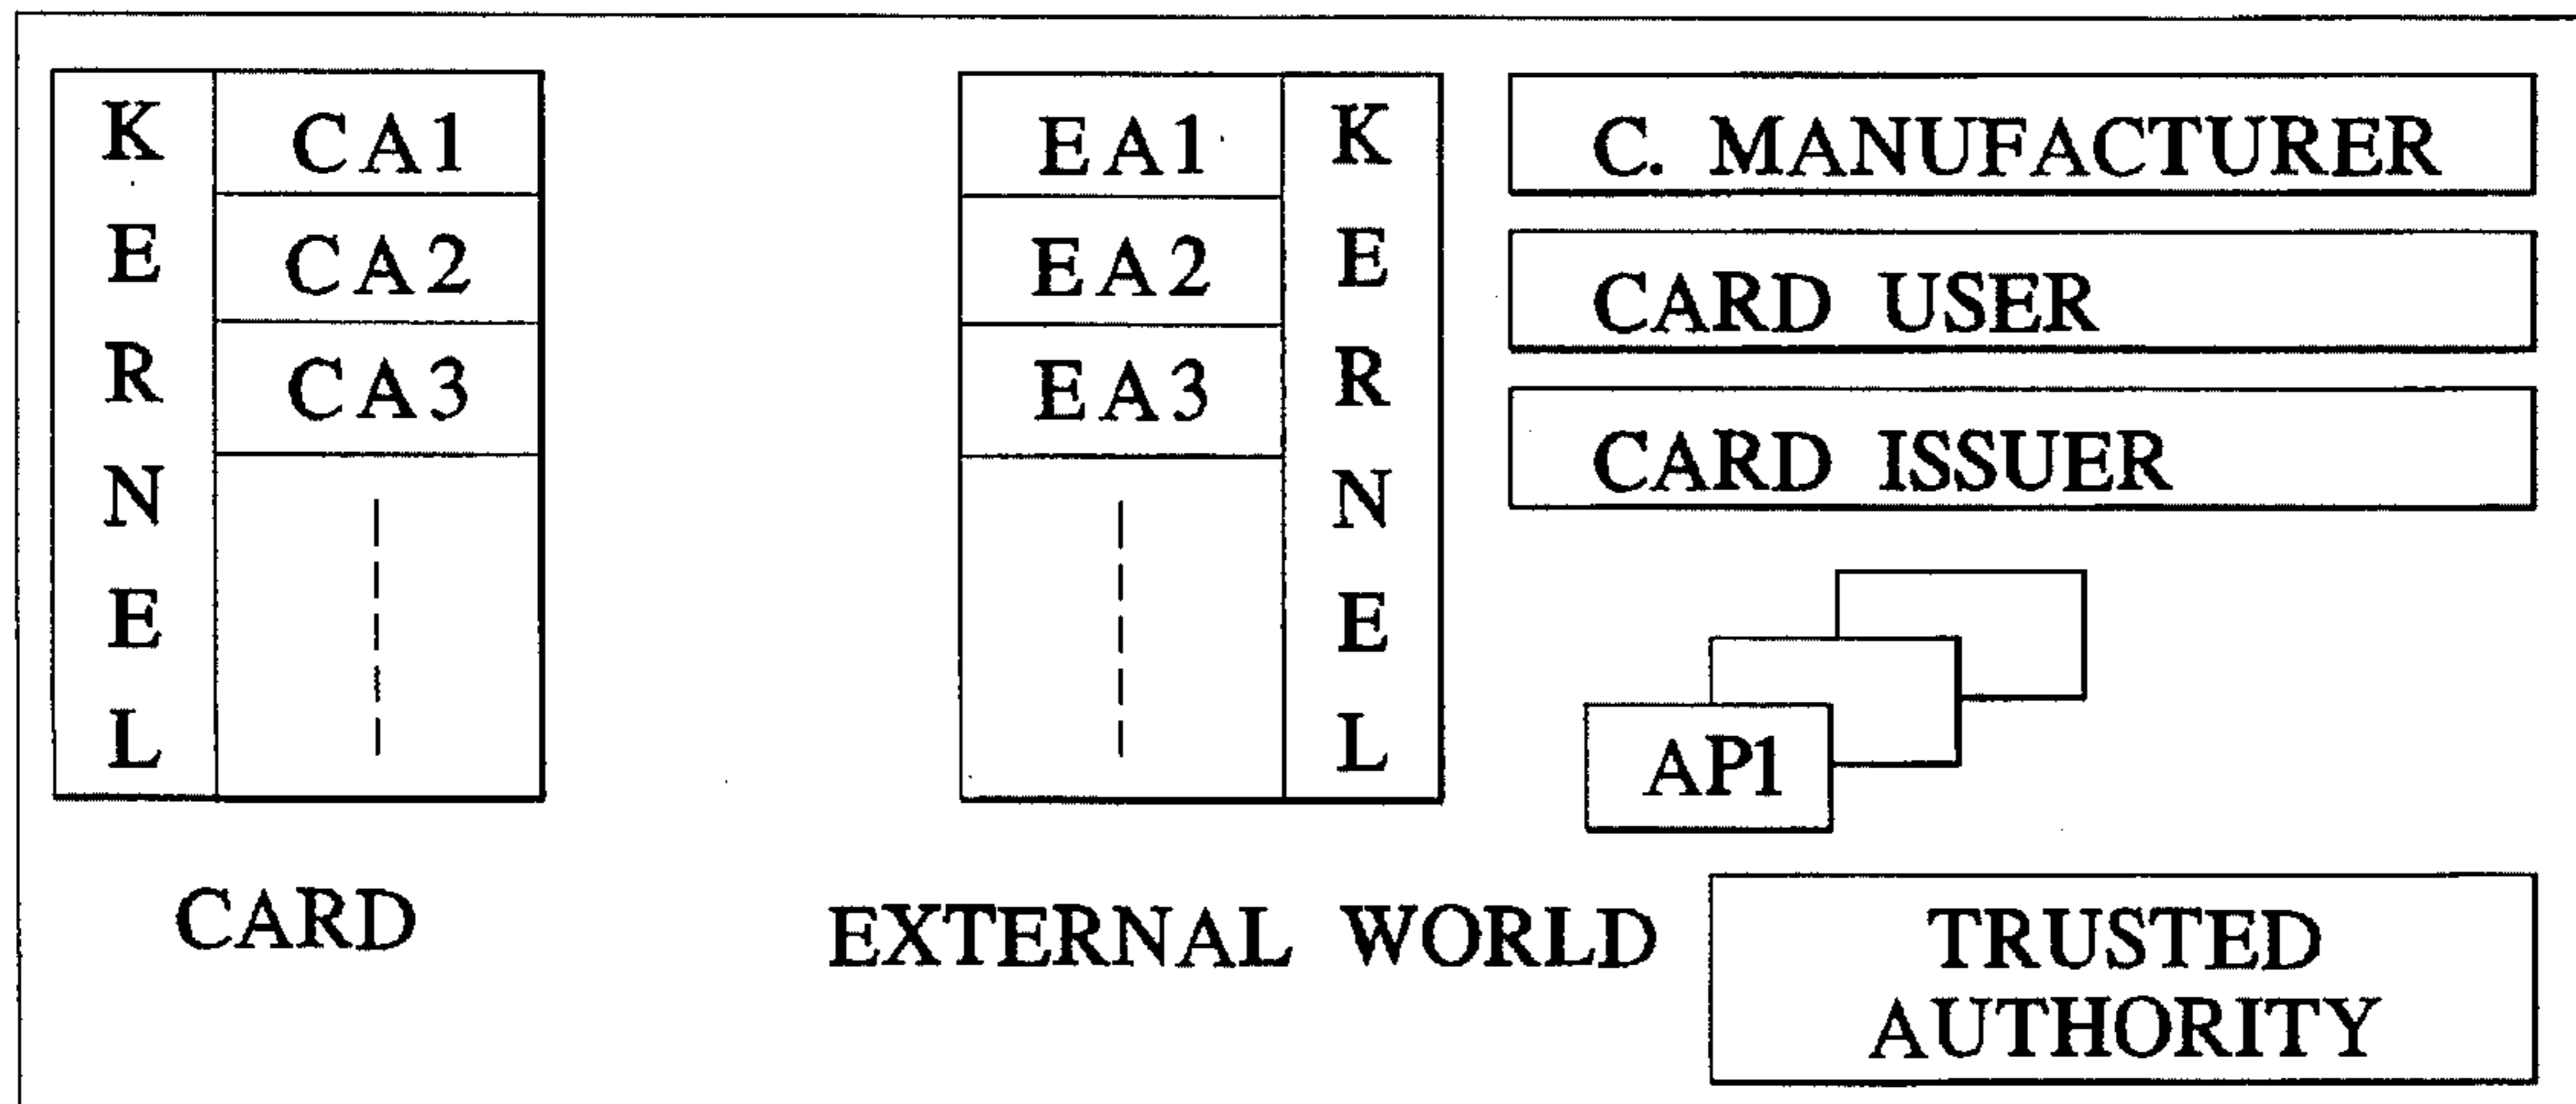 KERNEL
CA1
CA2
CA3
CARD
EA1
EA2
EA3
KERNEL
EXTERNAL WORLD
C. MANUFACTURER
CARD USER
CARD ISSUER
AP1
TRUSTED
AUTHORITY